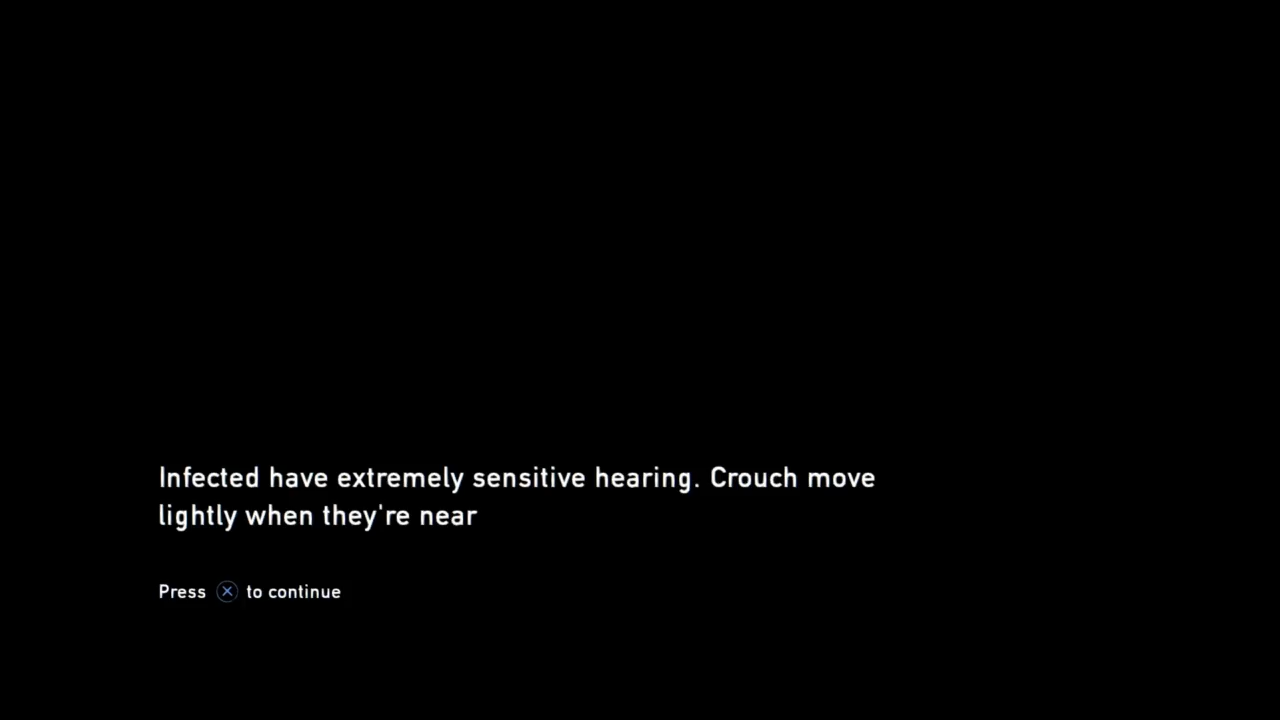 Infected have extremely sensitive hearing. Crouch move
lightly when they're near
Press ⓧ to continue